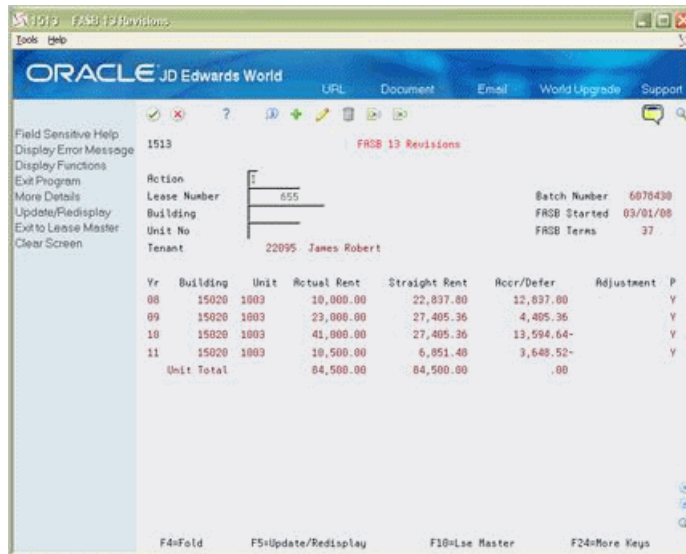 1513 FASB 13 Revisions
Tools Help
ORACLE JD Edwards World
URL Document Email World Upgrade Support
Field Sensitive Help
Display Error Message
Display Functions
Exit Program
More Details
Update/Redisplay
Exit to Lease Master
Clear Screen
1513 FASB 13 Revisions
Action I
Lease Number 655 Batch Number 6078430
Building FASB Started 03/01/08
Unit No FASB Terms 37
Tenant 22095 James Robert
Yr Building Unit Actual Rent Straight Rent Accr/Defer Adjustment P
08 15020 1003 10,000.00 22,837.80 12,837.80 Y
09 15020 1003 23,000.00 27,405.36 4,405.36 Y
10 15020 1003 41,000.00 27,405.36 13,594.64- Y
11 15020 1003 10,500.00 6,851.48 3,648.52- Y
Unit Total 84,500.00 84,500.00 .00
F4=Fold F5=Update/Redisplay F10=Lse Master F24=More Keys